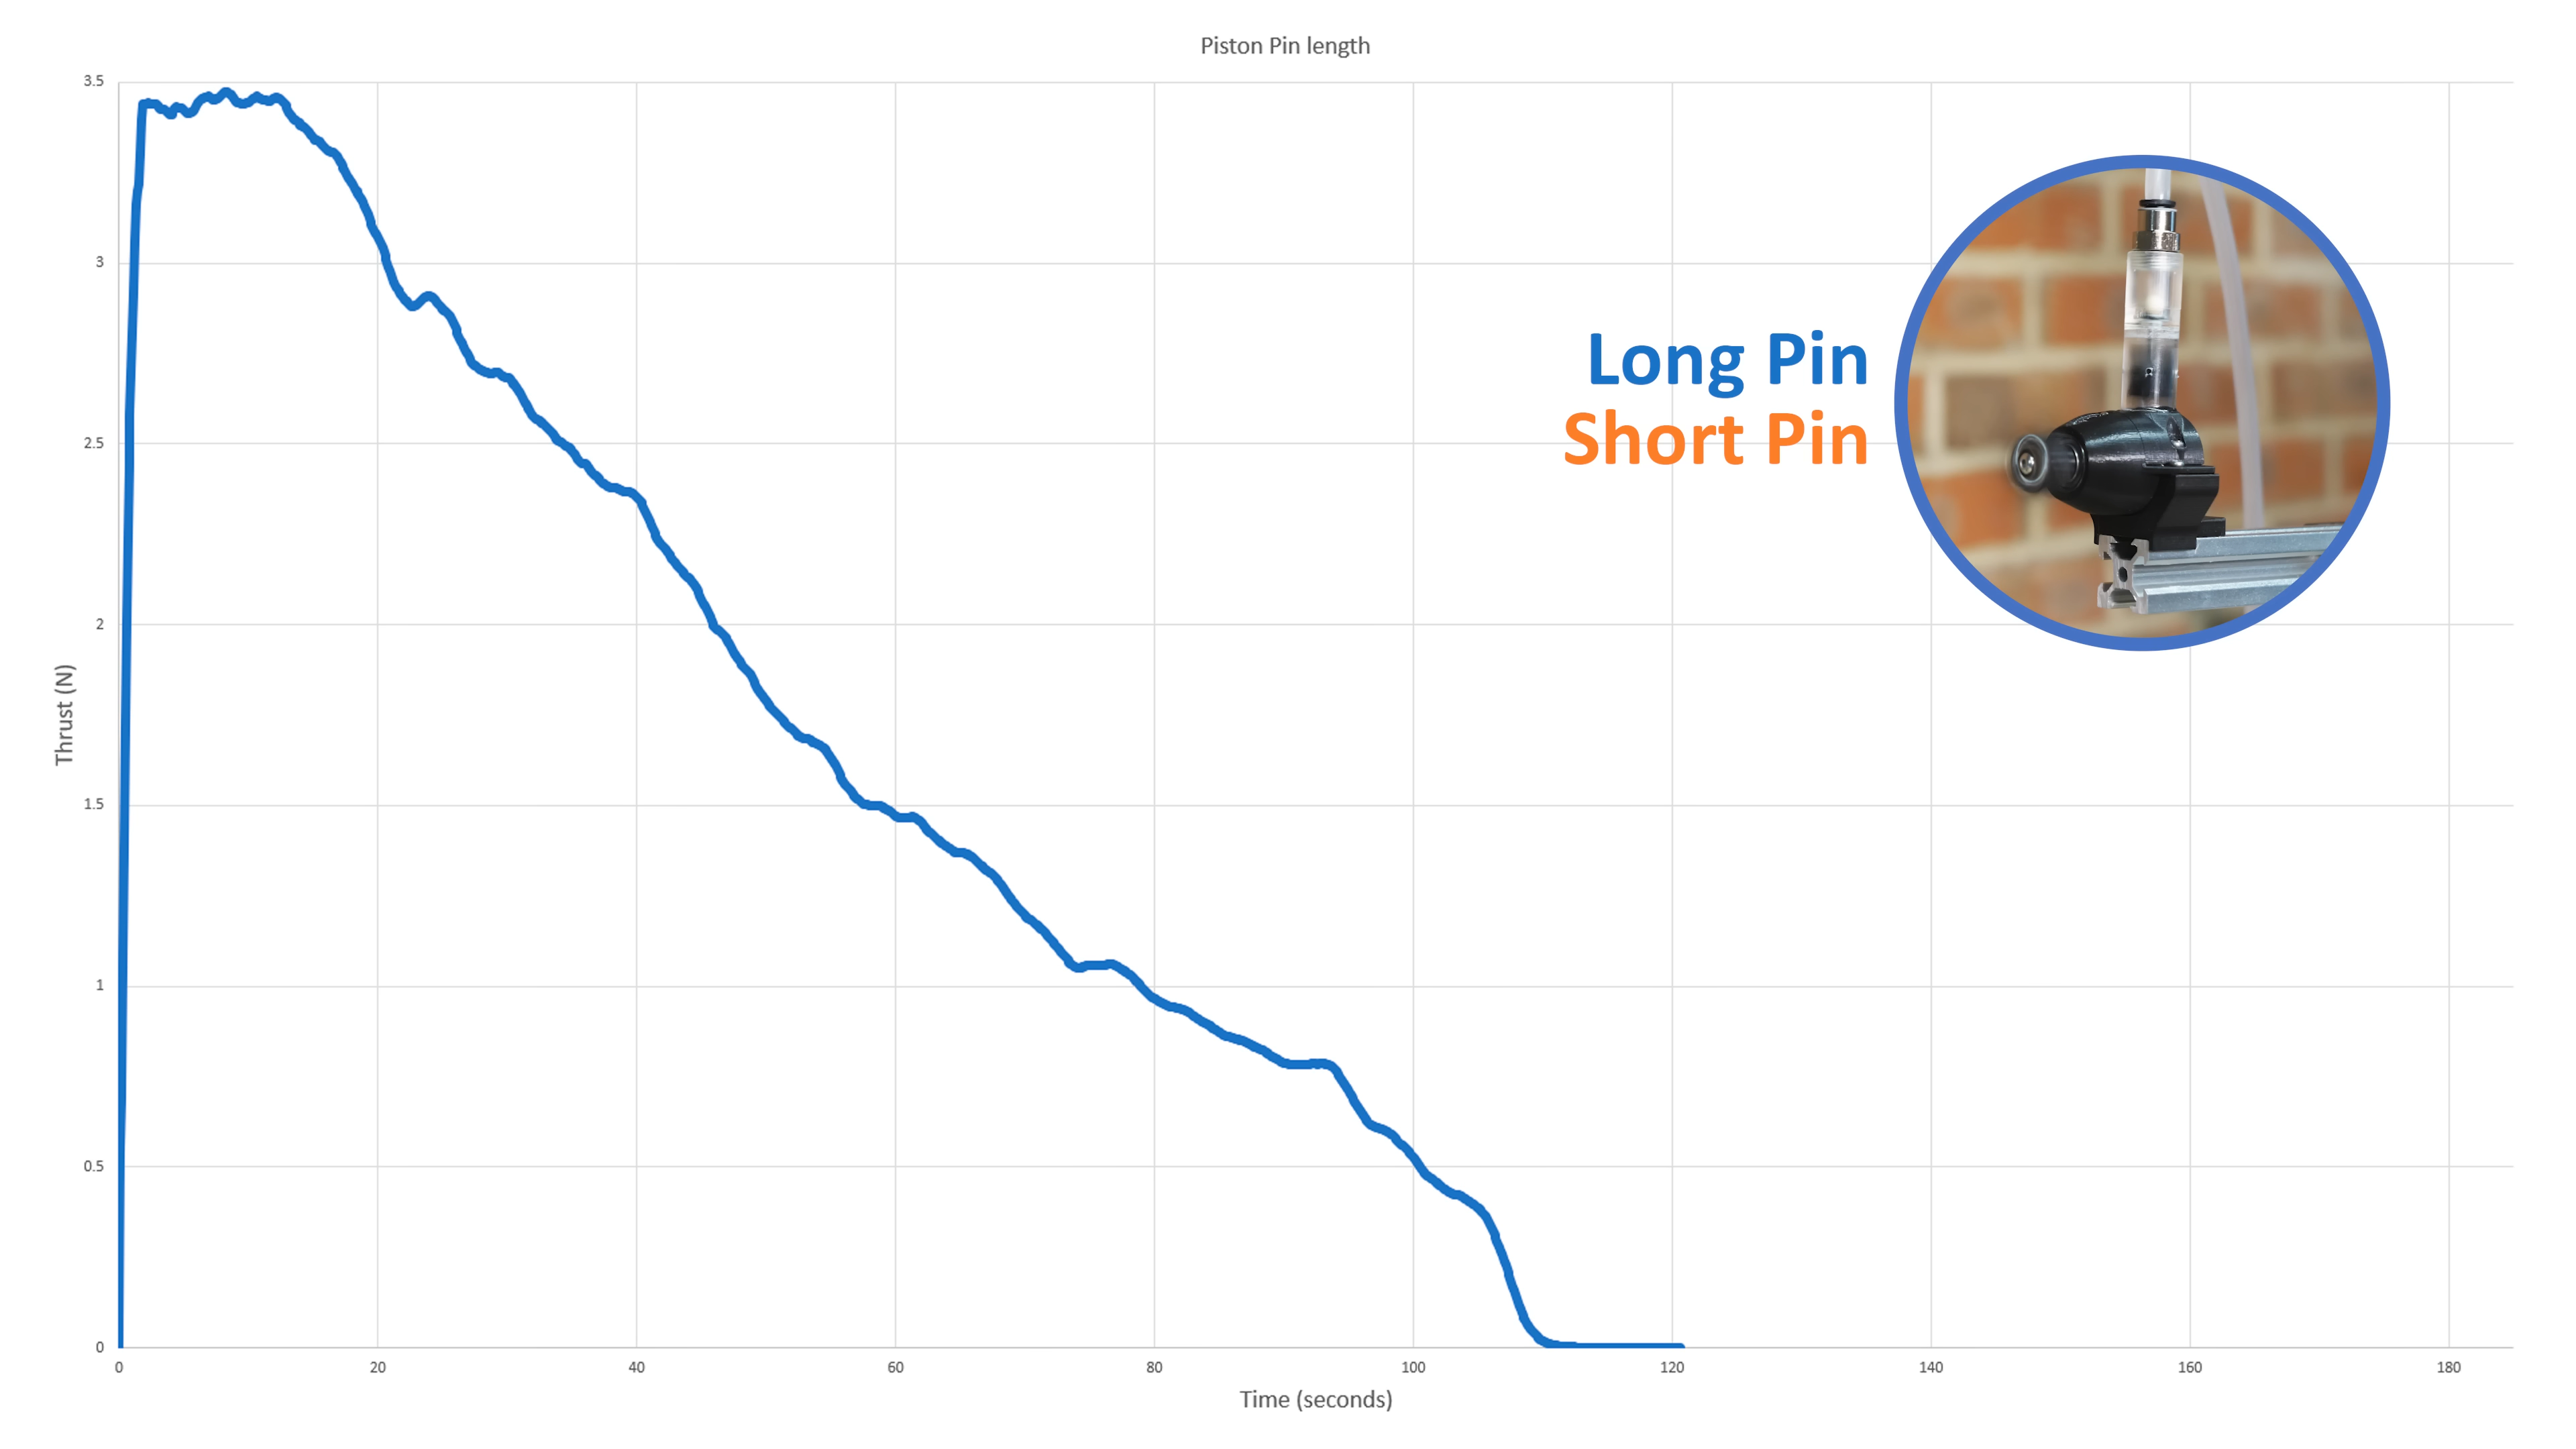 Piston Pin length
3.5
3
2.5
2
1.5
1
0.5
0
Thrust (N)
Long Pin
Short Pin
0 20 40 60 80 100 120 140 160 180
Time (seconds)